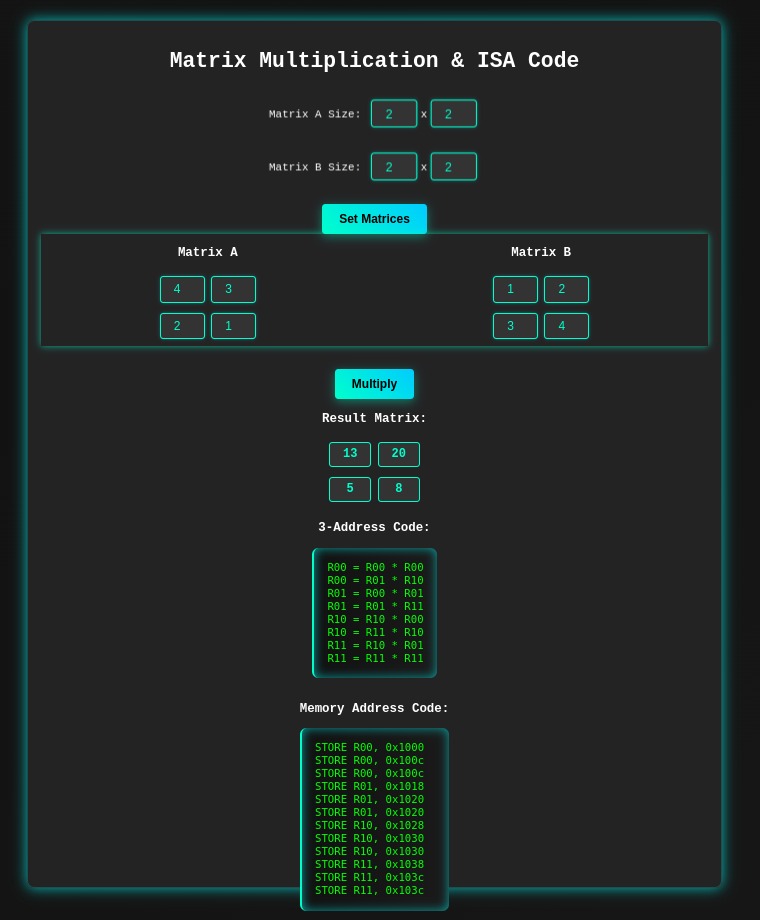 Matrix Multiplication & ISA Code
Matrix A Size: 2 x 2
Matrix B Size: 2 x 2
Set Matrices
Matrix A Matrix B
4 3 1 2
2 1 3 4
Multiply
Result Matrix:
13 20
5 8
3-Address Code:
R00 = R00 * R00
R00 = R01 * R10
R01 = R00 * R01
R01 = R01 * R11
R10 = R10 * R00
R10 = R11 * R10
R11 = R10 * R01
R11 = R11 * R11
Memory Address Code:
STORE R00, 0x1000
STORE R00, 0x100c
STORE R00, 0x100c
STORE R01, 0x1018
STORE R01, 0x1020
STORE R01, 0x1020
STORE R10, 0x1028
STORE R10, 0x1030
STORE R10, 0x1030
STORE R11, 0x1038
STORE R11, 0x103c
STORE R11, 0x103c